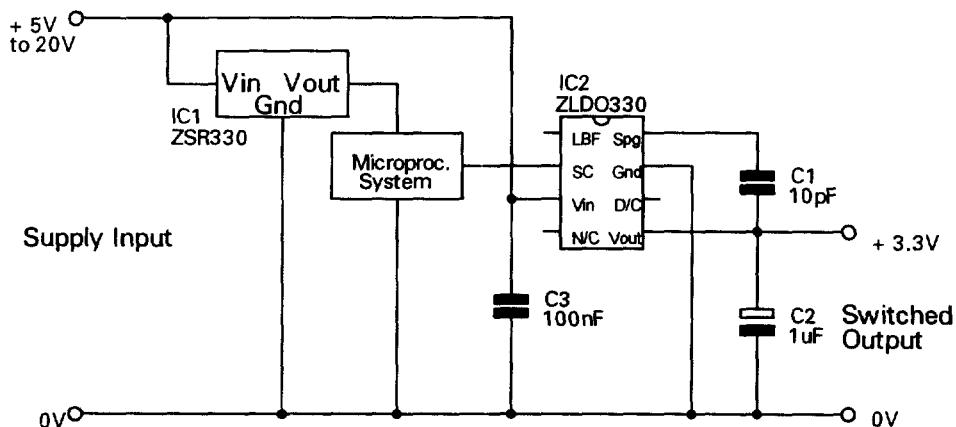 + 5V
to 20V
Vin Vout
Gnd
IC1
ZSR330
Microproc.
System
IC2
ZLDO330
LBF Spg
SC Gnd
Vin D/C
N/C Vout
C1
10pF
+ 3.3V
Supply Input
C3
100nF
C2
1uF
Switched
Output
0V
0V